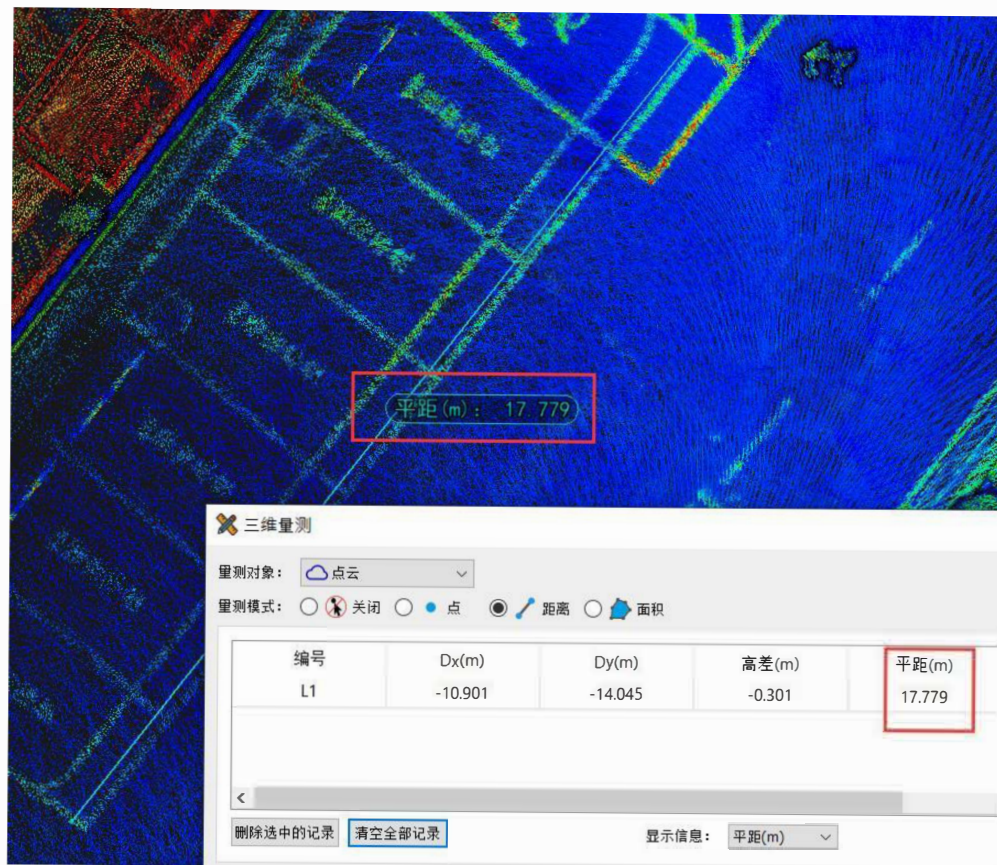 平距(m): 17 779
三维量测
量测对象: 点云
量测模式: 关闭 点 距离 面积
编号 Dx(m) Dy(m) 高差(m) 平距(m)
L1 -10.901 -14.045 -0.301 17.779
删除选中的记录 清空全部记录 显示信息: 平距(m)